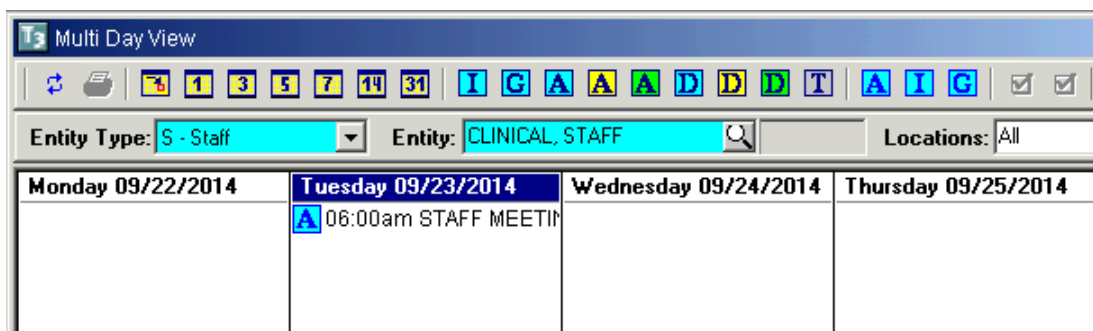 T3 Multi Day View
1 3 5 7 14 31 I G A A A D D D T A I G
Entity Type: S - Staff Entity: CLINICAL, STAFF Locations: All
Monday 09/22/2014 Tuesday 09/23/2014 Wednesday 09/24/2014 Thursday 09/25/2014
A 06:00am STAFF MEETIN